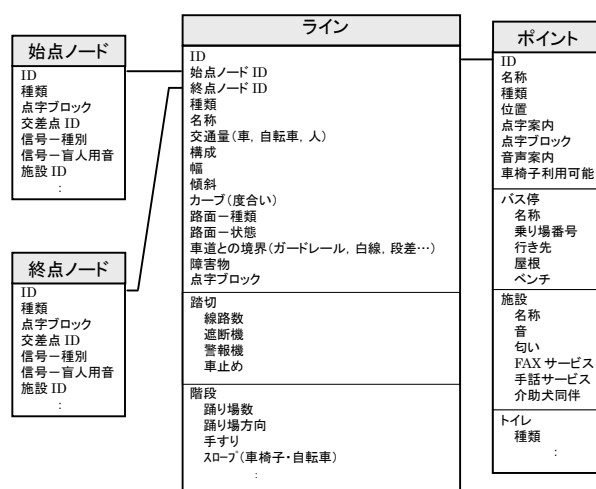 始点ノード
ID
種類
点字ブロック
交差点 ID
信号－種別
信号－盲人用音
施設 ID
:
終点ノード
ID
種類
点字ブロック
交差点 ID
信号－種別
信号－盲人用音
施設 ID
:
ライン
ID
始点ノード ID
終点ノード ID
種類
名称
交通量(車, 自転車, 人)
構成
幅
傾斜
カーブ(度合い)
路面－種類
路面－状態
車道との境界(ガードレール, 白線, 段差…)
障害物
点字ブロック
踏切
線路数
遮断機
警報機
車止め
階段
踊り場数
踊り場方向
手すり
ｽﾛｰﾌﾟ(車椅子・自転車)
:
ポイント
ID
名称
種類
位置
点字案内
点字ブロック
音声案内
車椅子利用可能
バス停
名称
乗り場番号
行き先
屋根
ベンチ
施設
名称
音
匂い
FAX サービス
手話サービス
介助犬同伴
トイレ
種類
: